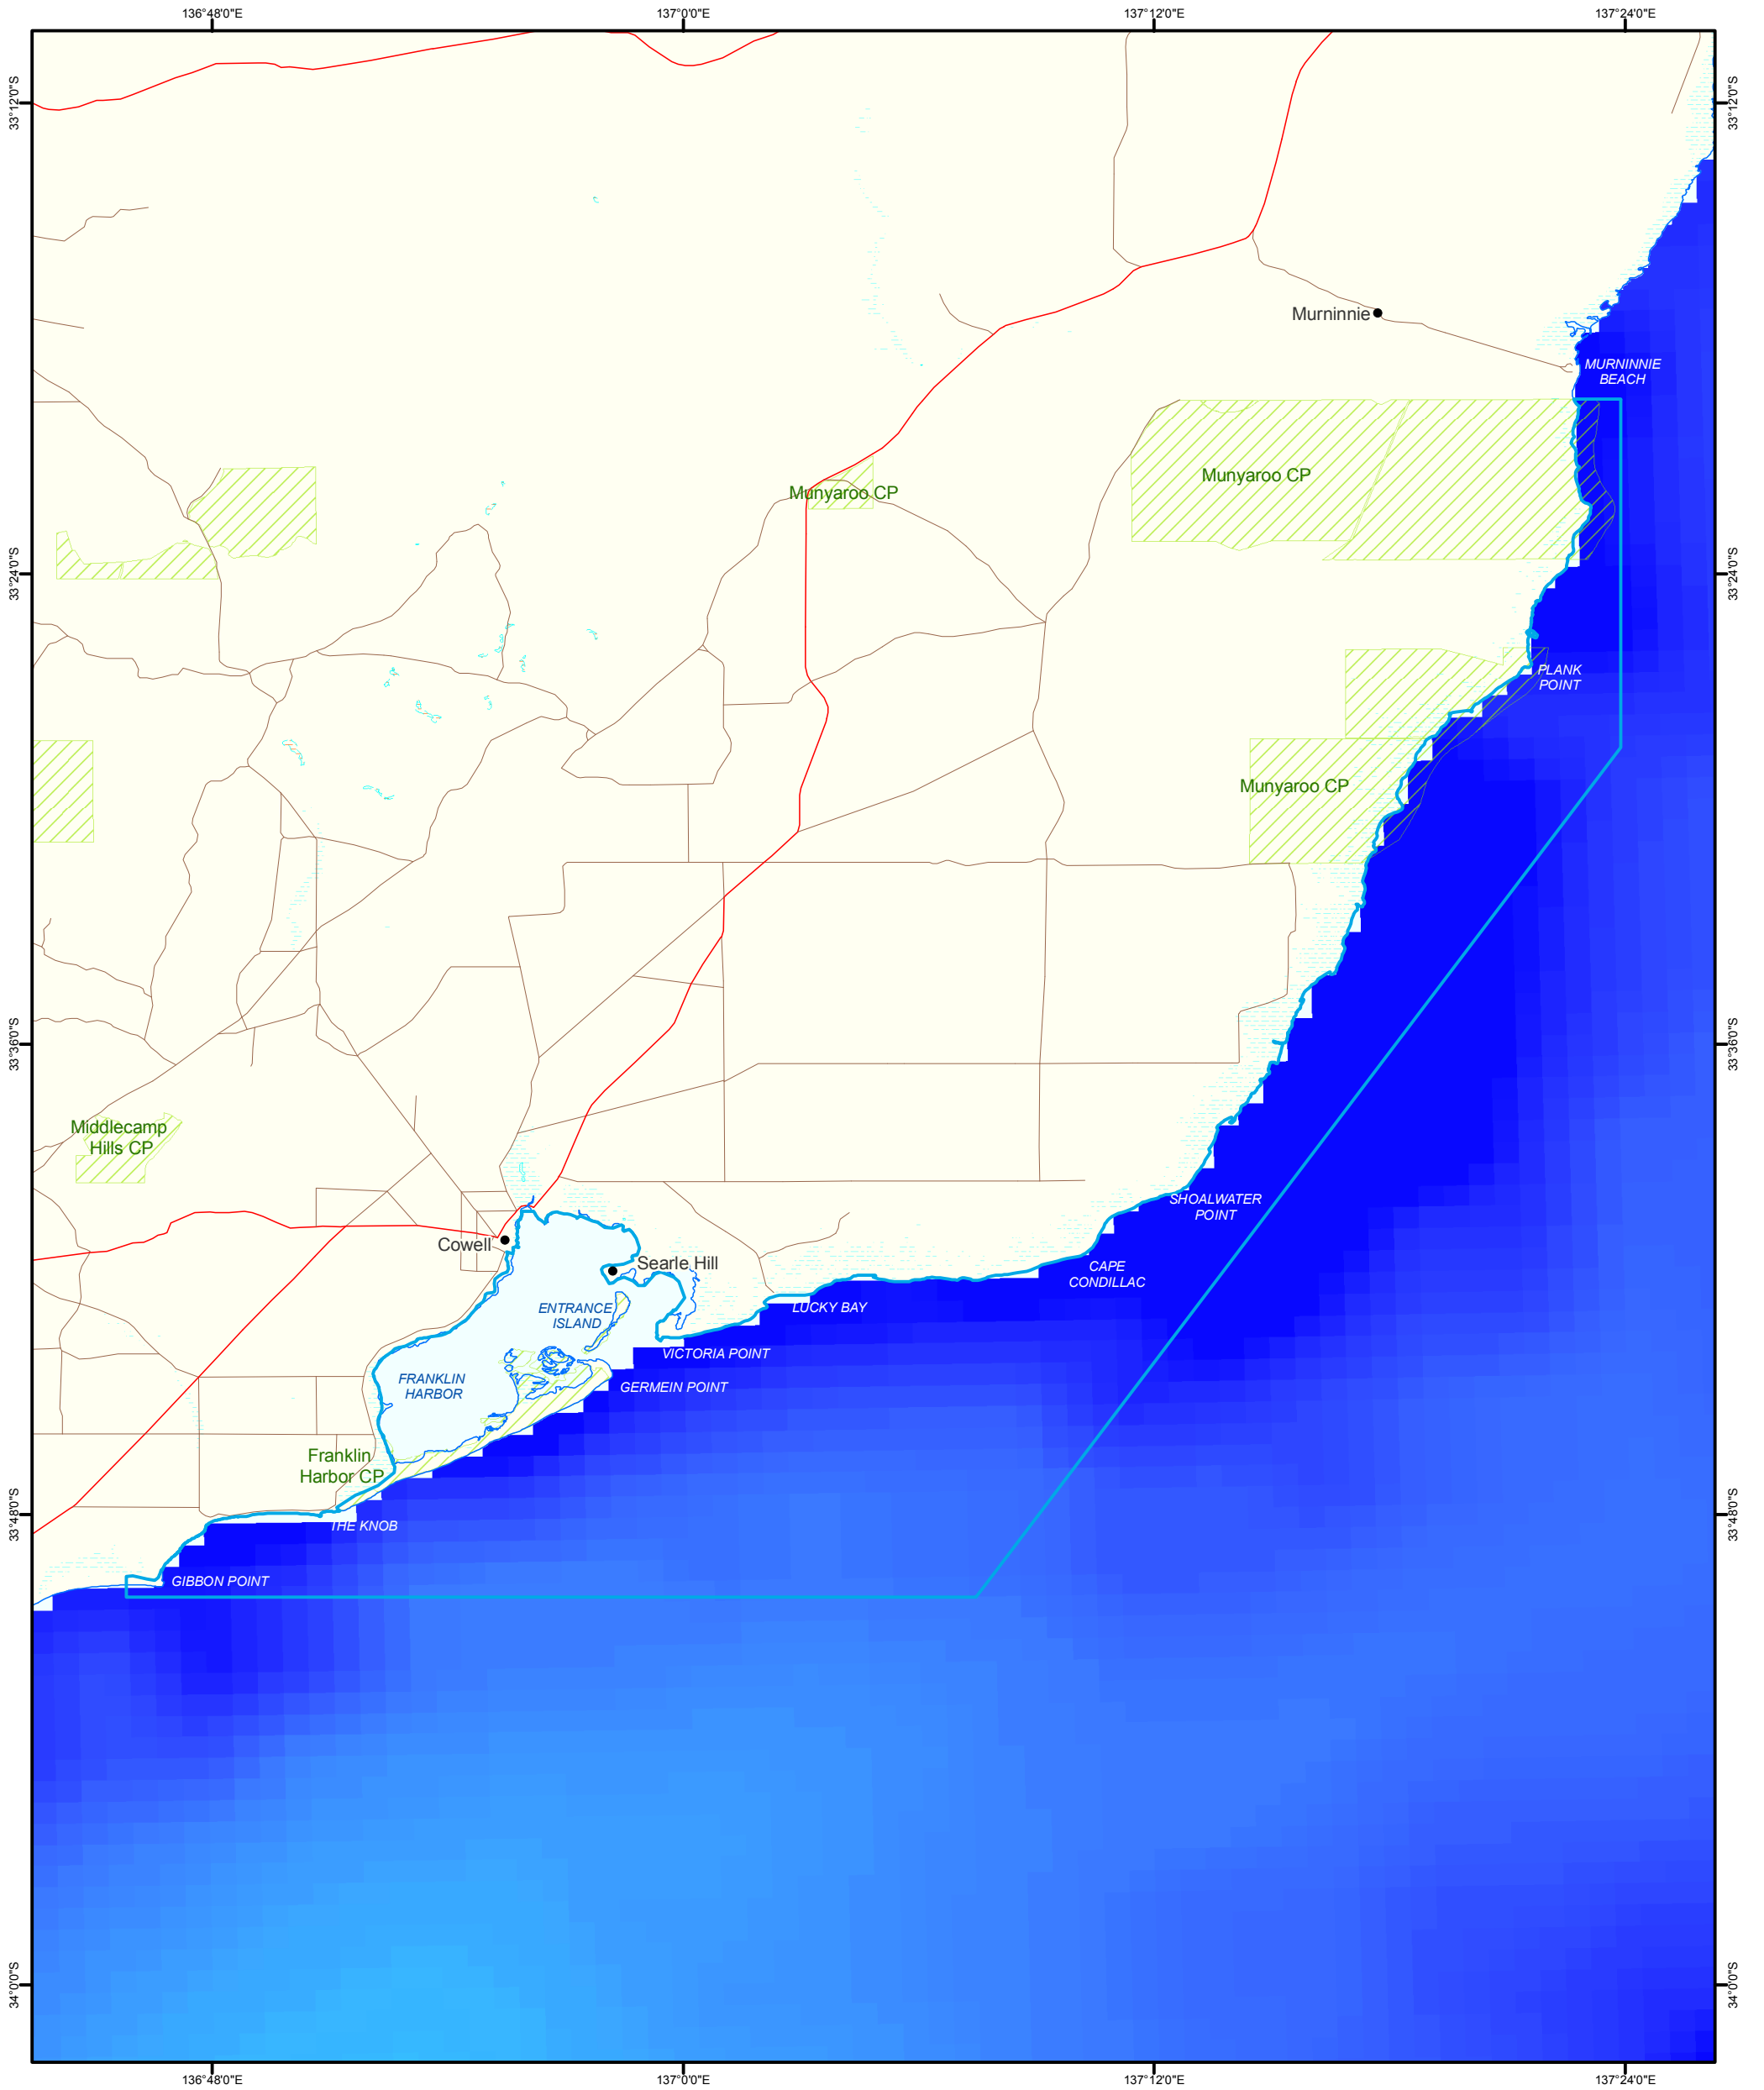 136°48'0"E
137°0'0"E
137°12'0"E
137°24'0"E
33°12'0"S
33°12'0"S
Murninnie
MURNINNIE
BEACH
Munyaroo CP
Munyaroo CP
33°24'0"S
33°24'0"S
PLANK
POINT
Munyaroo CP
33°36'0"S
33°36'0"S
Middlecamp
Hills CP
SHOALWATER
POINT
Cowell
Searle Hill
CAPE
CONDILLAC
ENTRANCE
ISLAND
LUCKY BAY
VICTORIA POINT
FRANKLIN
HARBOR
GERMEIN POINT
Franklin
Harbor CP
33°48'0"S
33°48'0"S
THE KNOB
GIBBON POINT
34°0'0"S
34°0'0"S
136°48'0"E
137°0'0"E
137°12'0"E
137°24'0"E